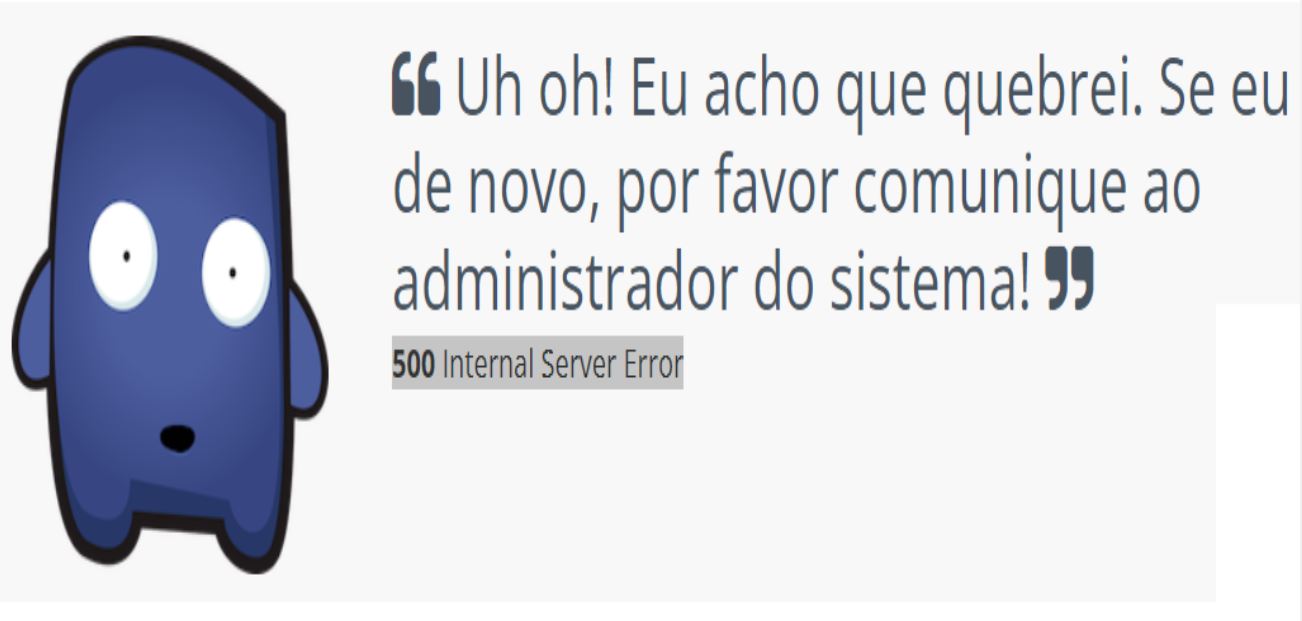 “ Uh oh! Eu acho que quebrei. Se eu
de novo, por favor comunique ao
administrador do sistema! ”
500 Internal Server Error